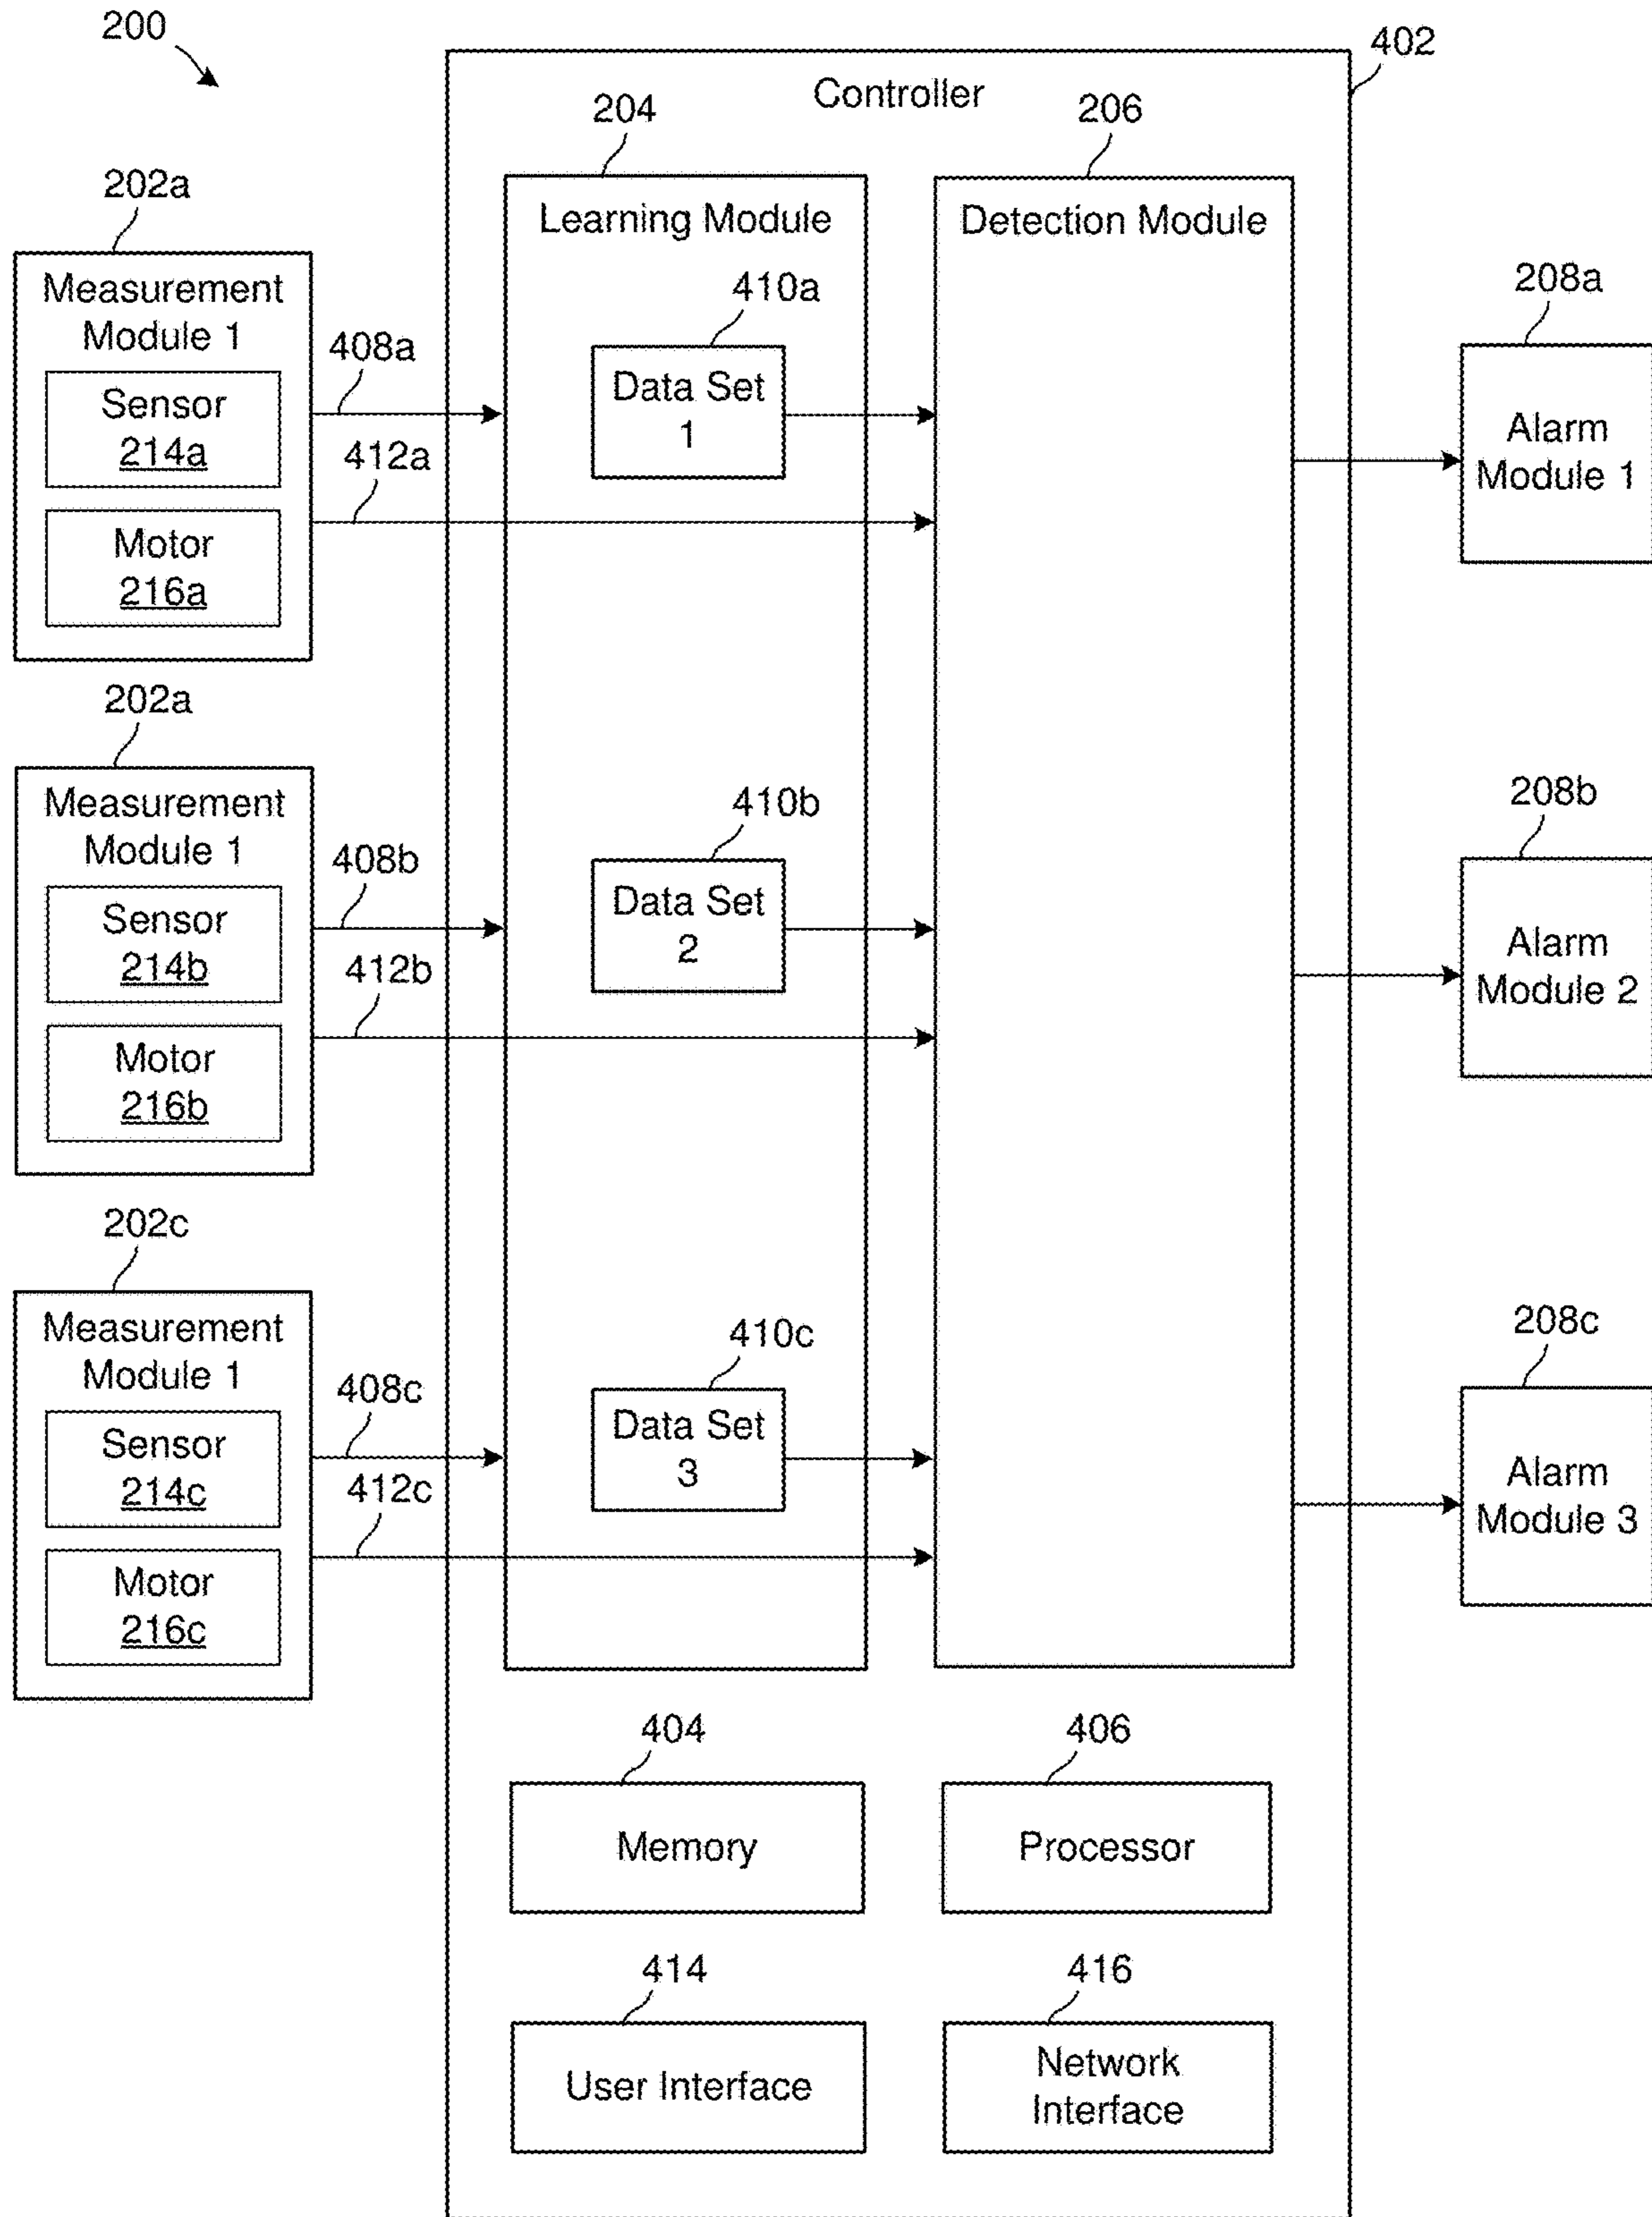 200
402
Controller
204
206
202a
Learning Module
Detection Module
Measurement
Module 1
410a
208a
408a
Sensor
214a
Data Set
1
Alarm
Module 1
412a
Motor
216a
202a
Measurement
Module 1
410b
208b
408b
Sensor
214b
Data Set
2
Alarm
Module 2
412b
Motor
216b
202c
Measurement
Module 1
410c
208c
408c
Sensor
214c
Data Set
3
Alarm
Module 3
412c
Motor
216c
404
406
Memory
Processor
414
416
User Interface
Network
Interface